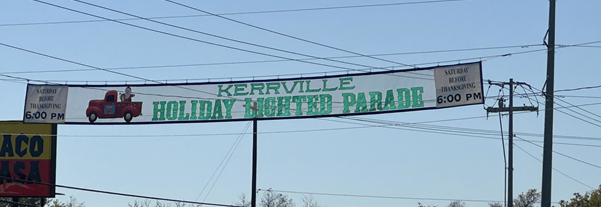 SATURDAY
BEFORE
THANKSGIVING
6:00 PM
KERRVILLE
HOLIDAY LIGHTED PARADE
SATURDAY
BEFORE
THANKSGIVING
6:00 PM
ACO
ASA